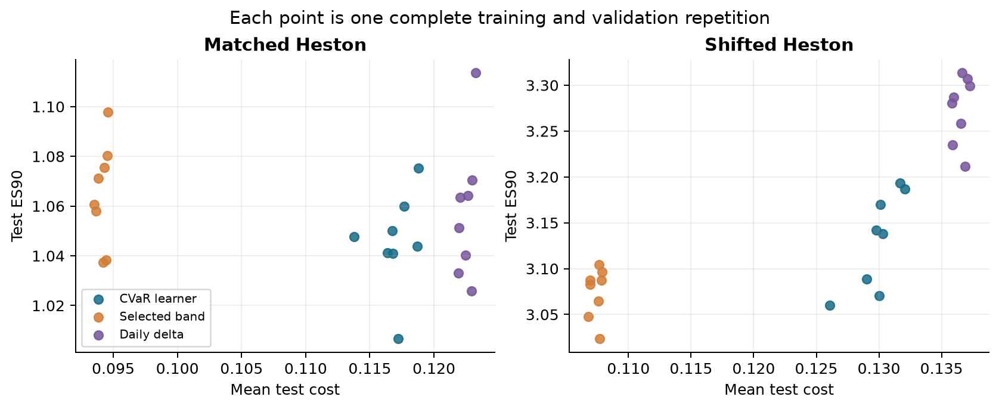 Each point is one complete training and validation repetition
Matched Heston
Test ES90
1.10
1.08
1.06
1.04
1.02
CVaR learner
Selected band
Daily delta
0.095
0.100
0.105
0.110
0.115
0.120
Mean test cost
Shifted Heston
Test ES90
3.30
3.25
3.20
3.15
3.10
3.05
0.110
0.115
0.120
0.125
0.130
0.135
Mean test cost